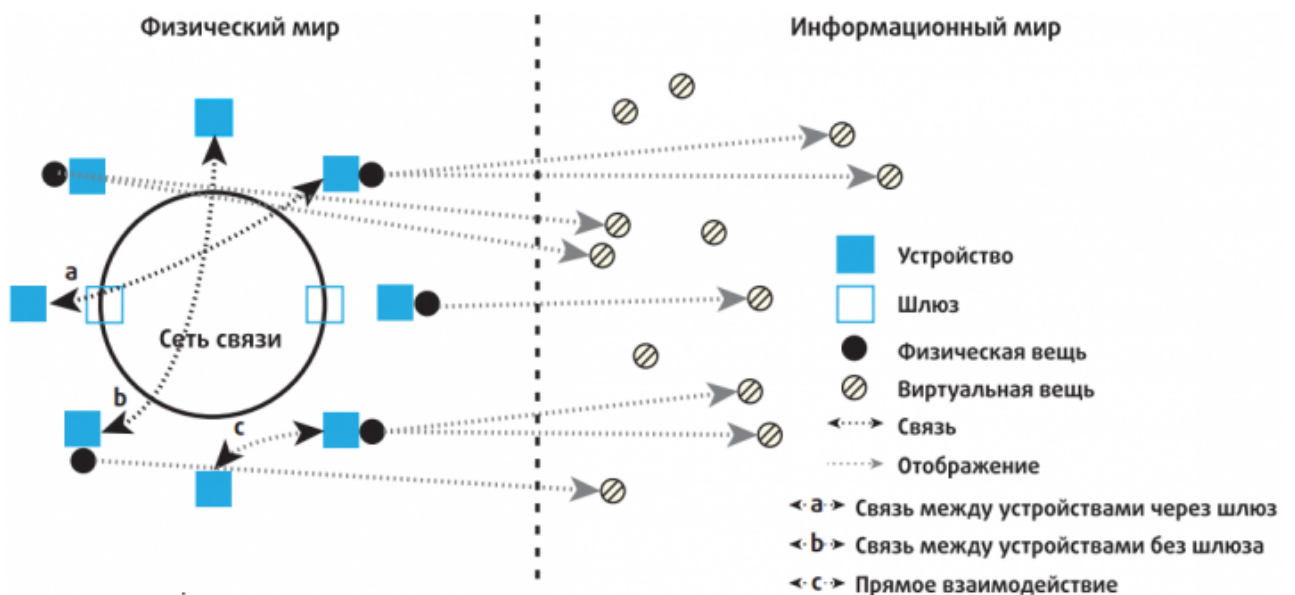 Физический мир
Информационный мир
a
Сеть связи
b
c
Устройство
Шлюз
Физическая вещь
Виртуальная вещь
Связь
Отображение
a Связь между устройствами через шлюз
b Связь между устройствами без шлюза
c Прямое взаимодействие